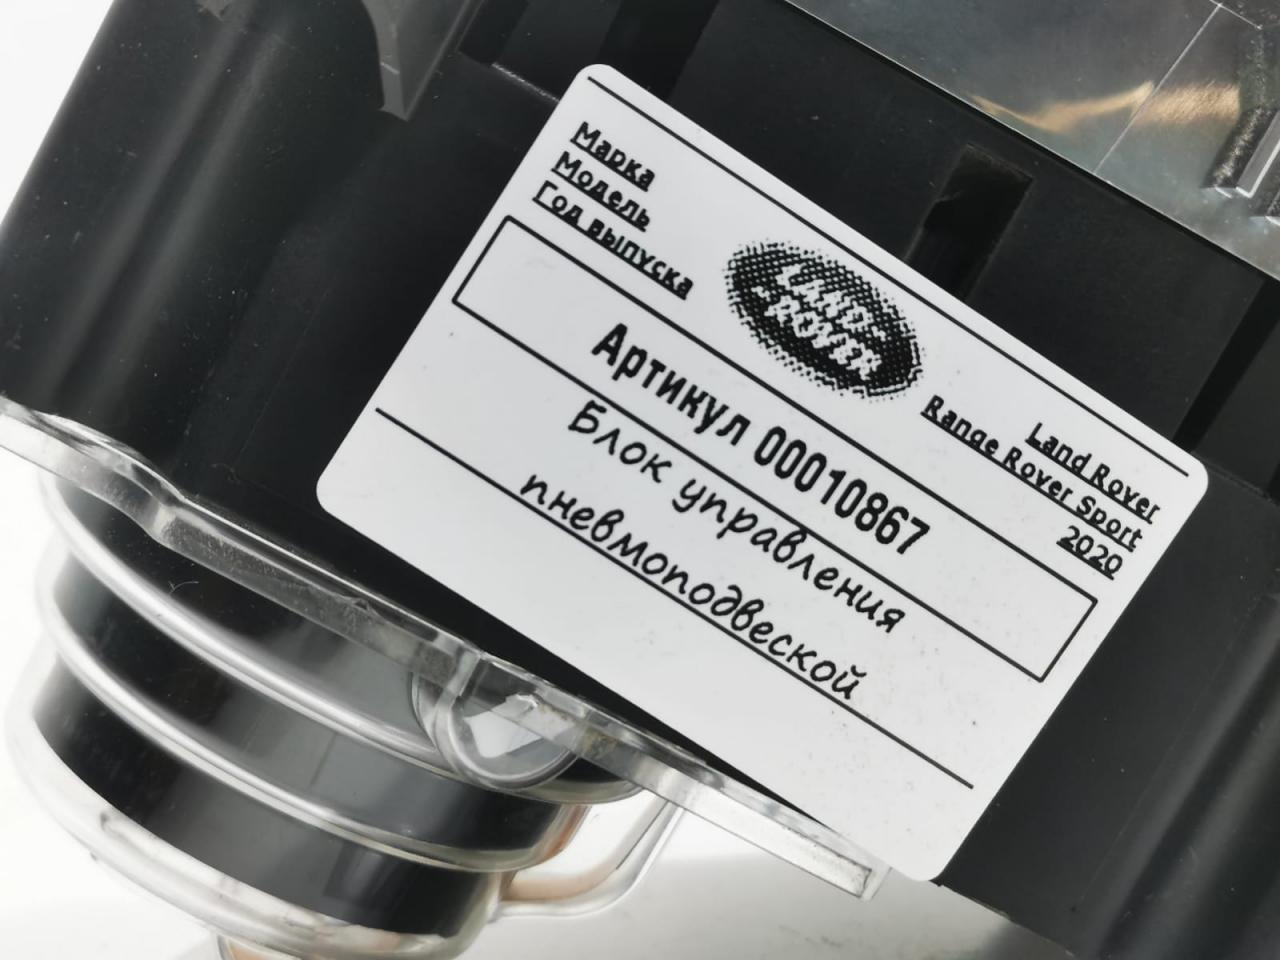 Марка
Land Rover
Модель
Range Rover Sport
Год выпуска
2020
LAND-
-ROVER
Артикул 00010867
Блок управления
пневмоподвеской